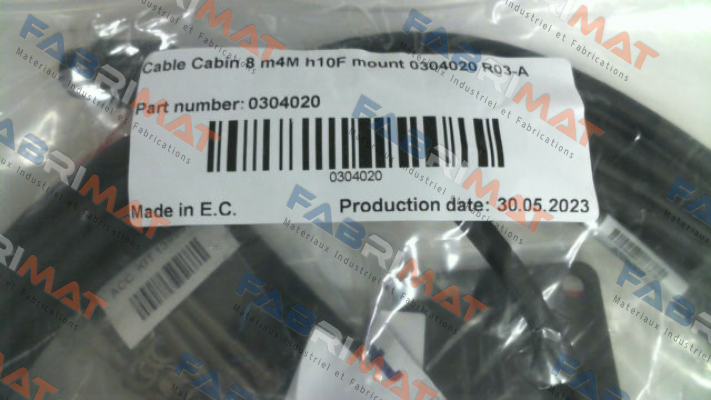 Cable Cabin 8 m4M h10F mount 0304020 R03-A
Part number: 0304020
0304020
Made in E.C.
Production date: 30.05.2023
FABRIMAT
Materiaux Industriel et Fabrications